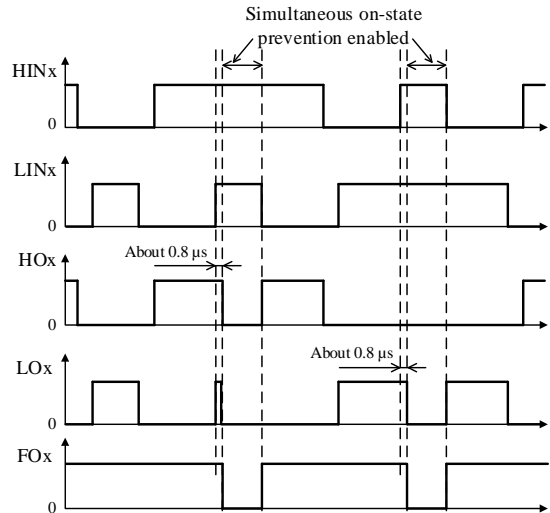 Simultaneous on-state
prevention enabled
HINx
0
LINx
0
HOx
About 0.8 µs
0
LOx
About 0.8 µs
0
FOx
0